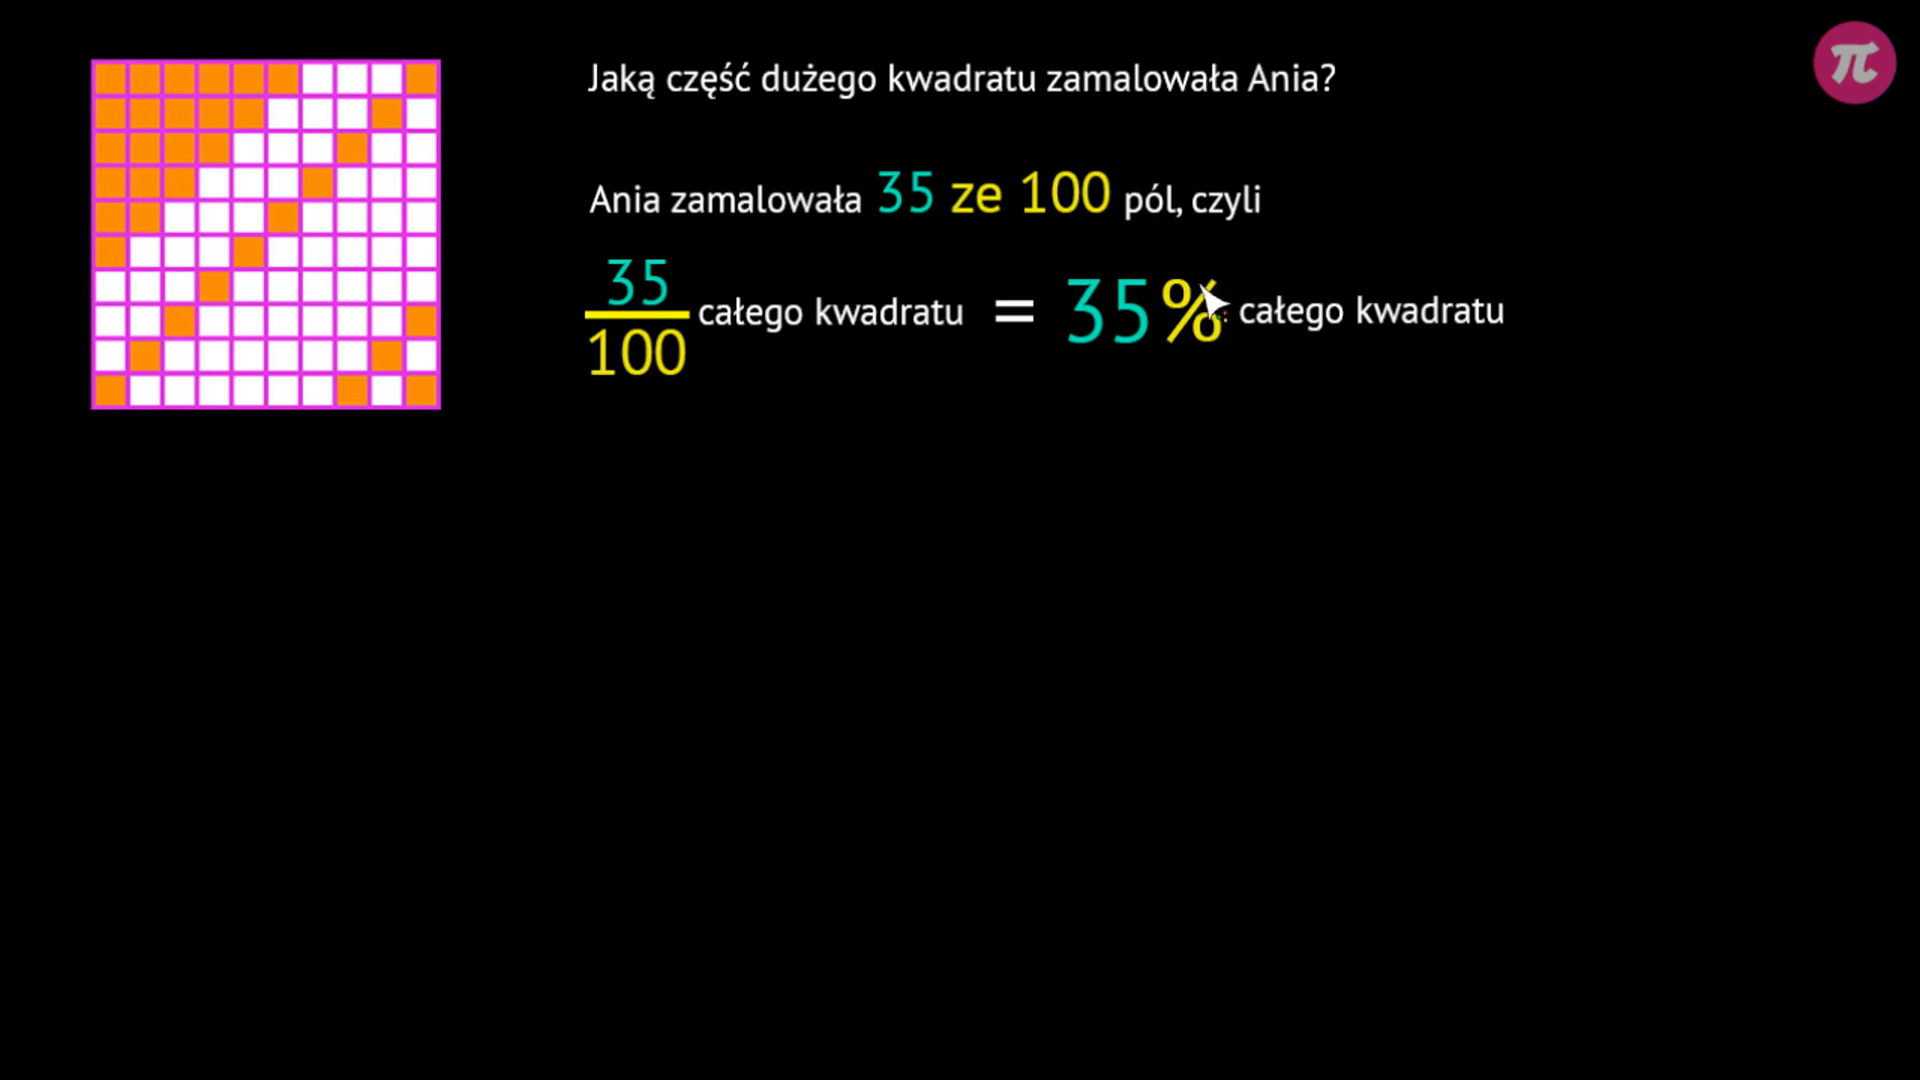 Jaką część dużego kwadratu zamalowała Ania?
Ania zamalowała 35 ze 100 pól, czyli
35/100 całego kwadratu = 35% całego kwadratu
π